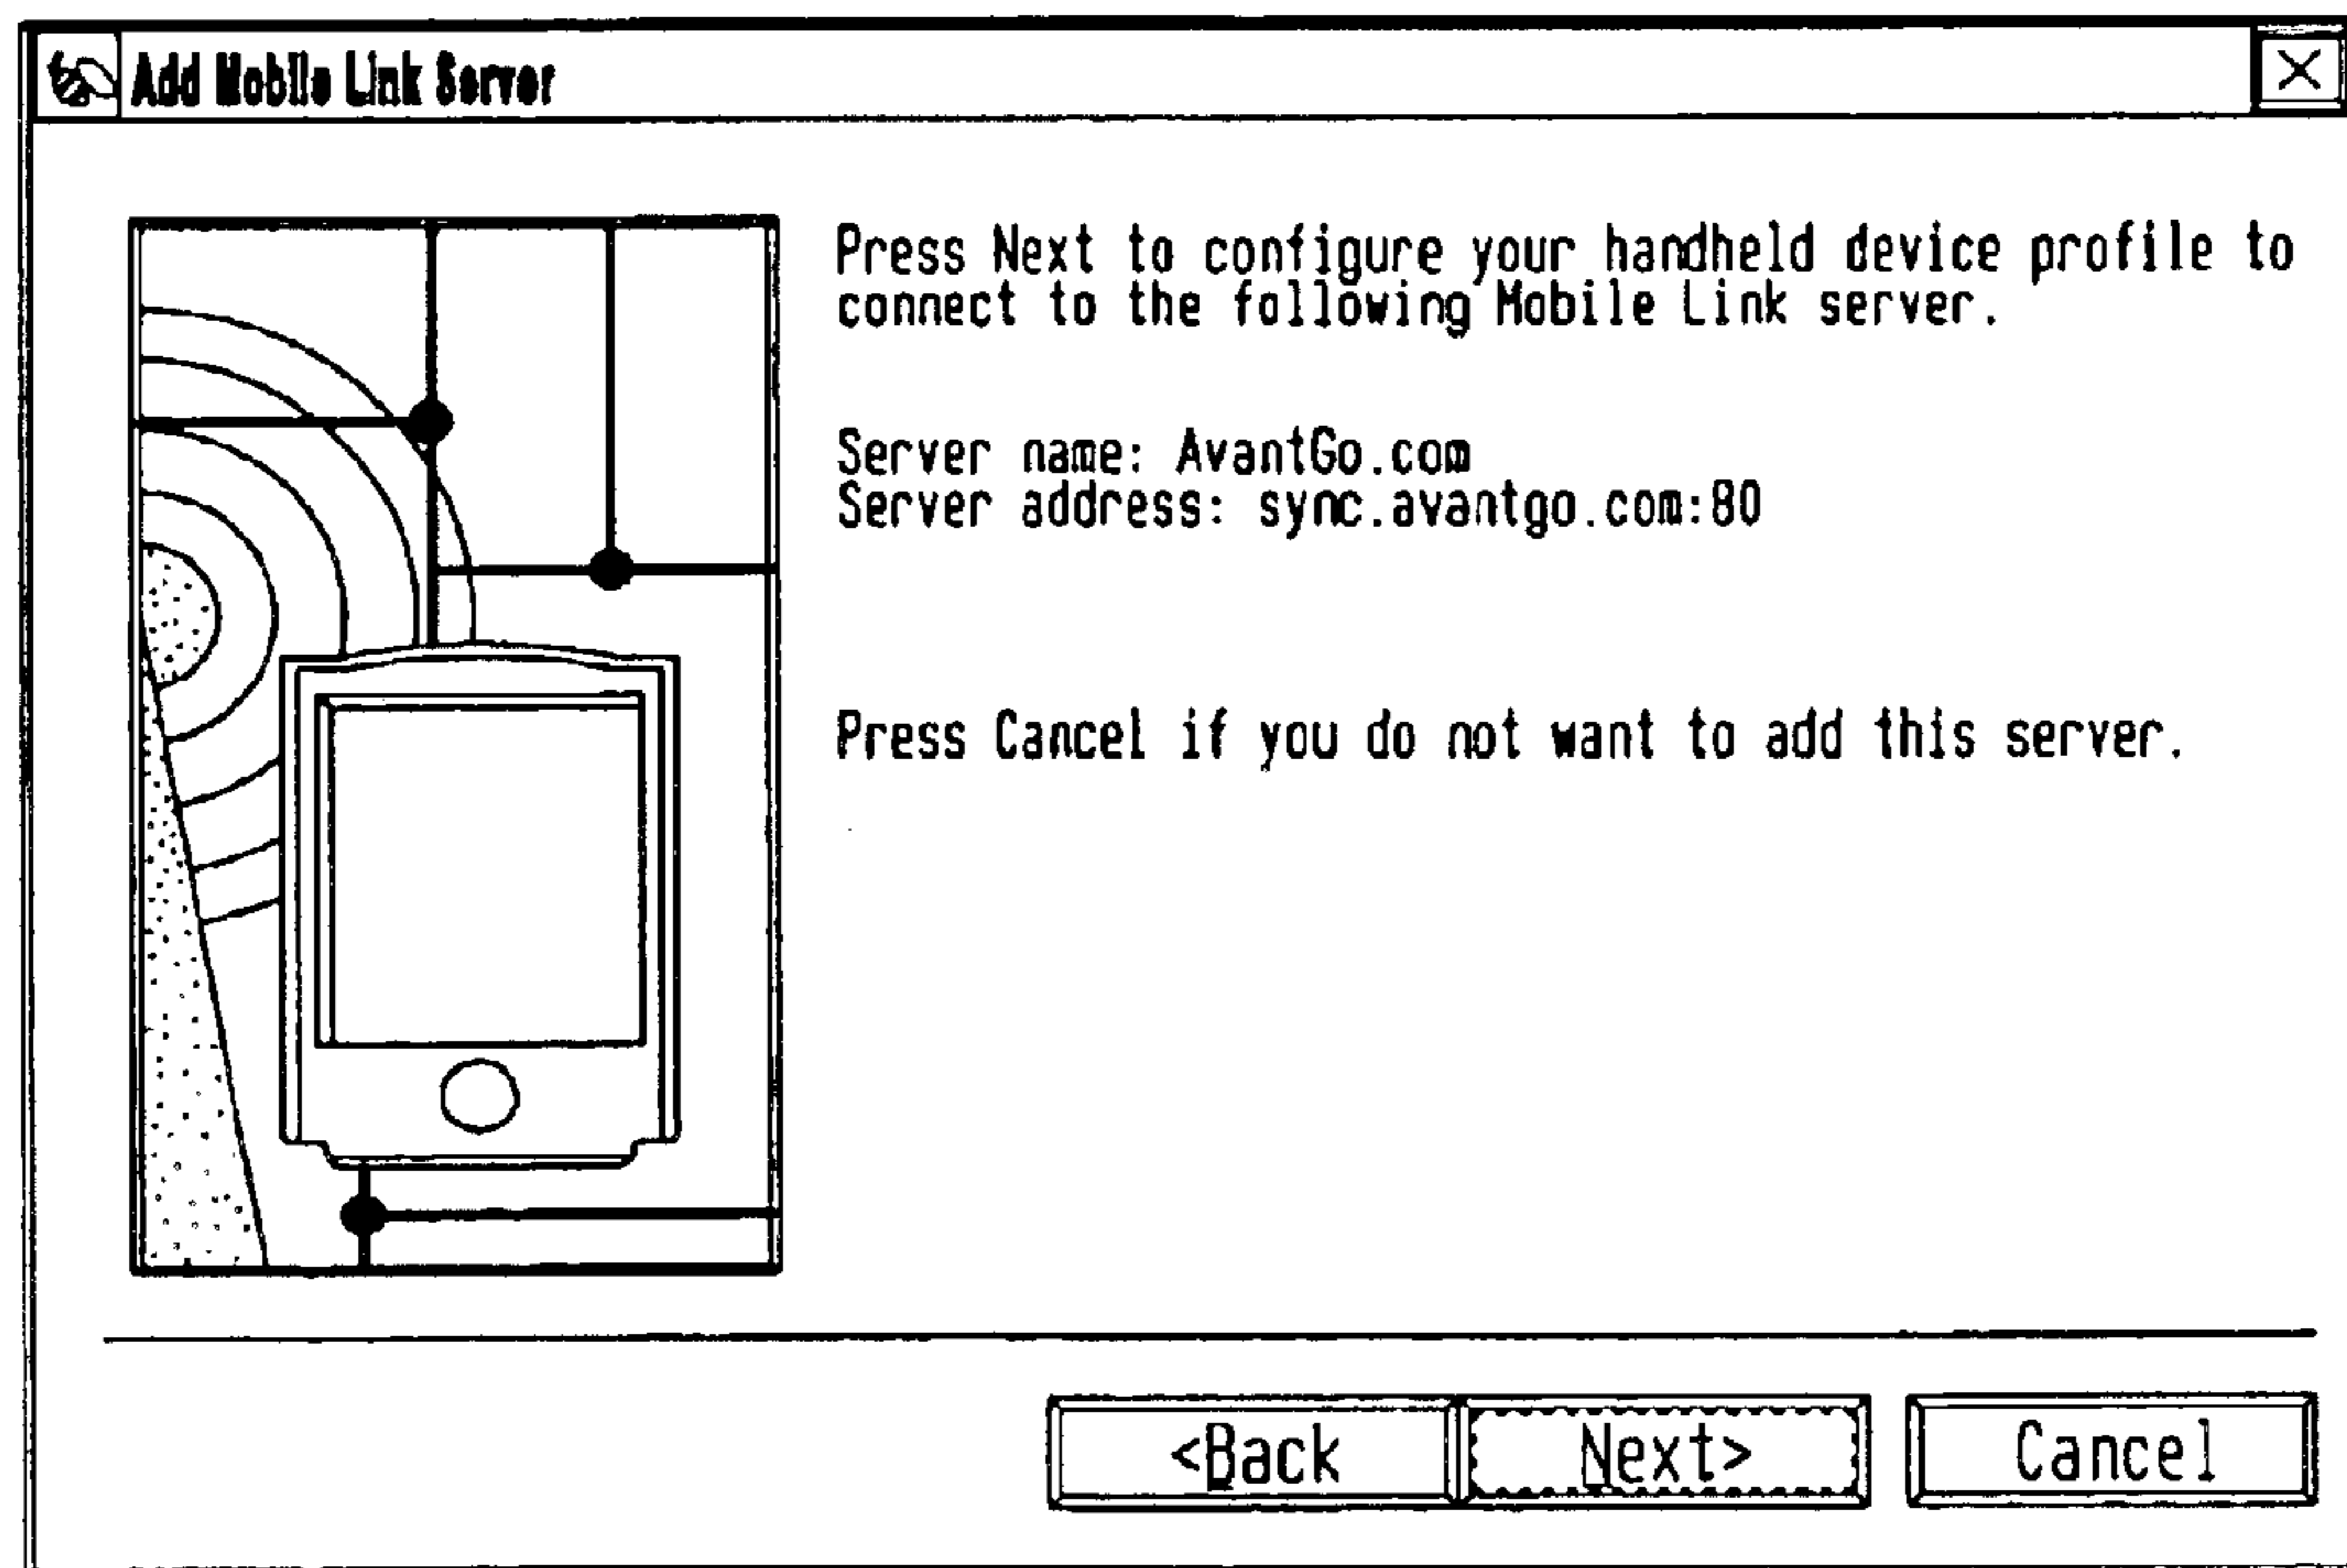 Add Mobile Link Server
Press Next to configure your handheld device profile to
connect to the following Mobile Link server.
Server name: AvantGo.com
Server address: sync.avantgo.com:80
Press Cancel if you do not want to add this server.
<Back
Next>
Cancel